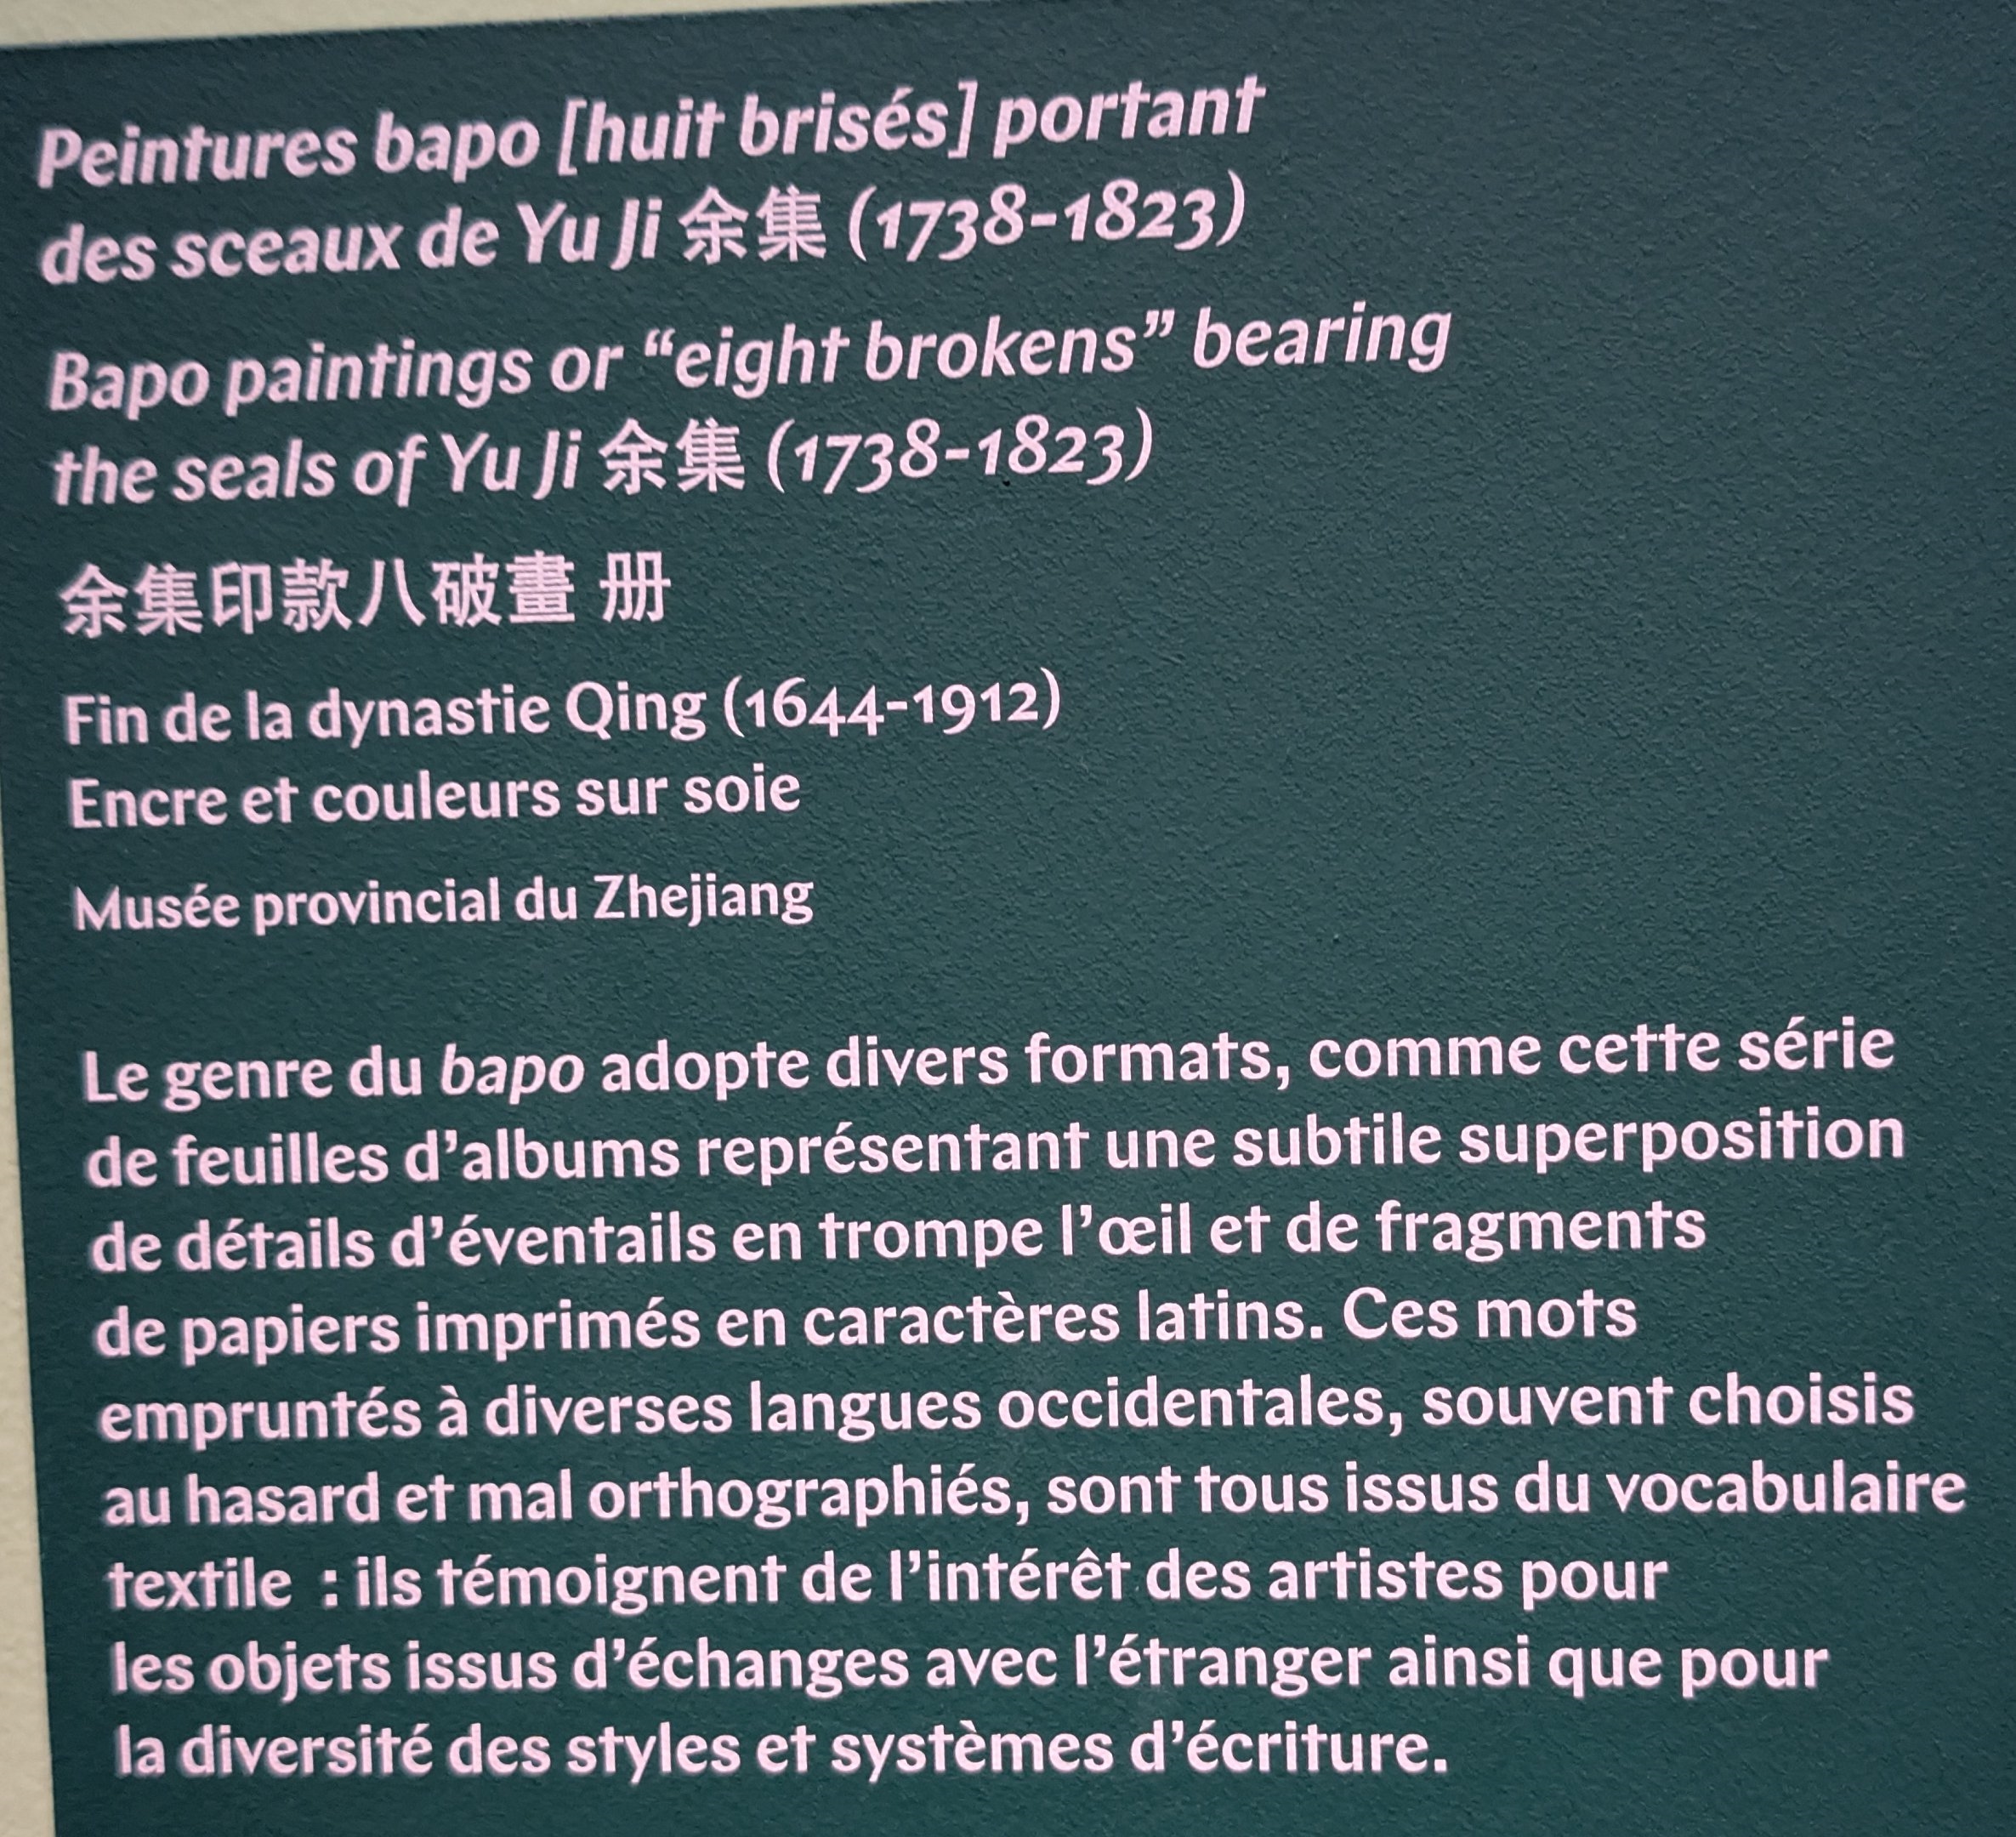 Peintures bapo [huit brisés] portant
des sceaux de Yu Ji 余集 (1738-1823)
Bapo paintings or “eight brokens” bearing
the seals of Yu Ji 余集 (1738-1823)
余集印款八破畫 册
Fin de la dynastie Qing (1644-1912)
Encre et couleurs sur soie
Musée provincial du Zhejiang
Le genre du bapo adopte divers formats, comme cette série
de feuilles d’albums représentant une subtile superposition
de détails d’éventails en trompe l’œil et de fragments
de papiers imprimés en caractères latins. Ces mots
empruntés à diverses langues occidentales, souvent choisis
au hasard et mal orthographiés, sont tous issus du vocabulaire
textile : ils témoignent de l’intérêt des artistes pour
les objets issus d’échanges avec l’étranger ainsi que pour
la diversité des styles et systèmes d’écriture.